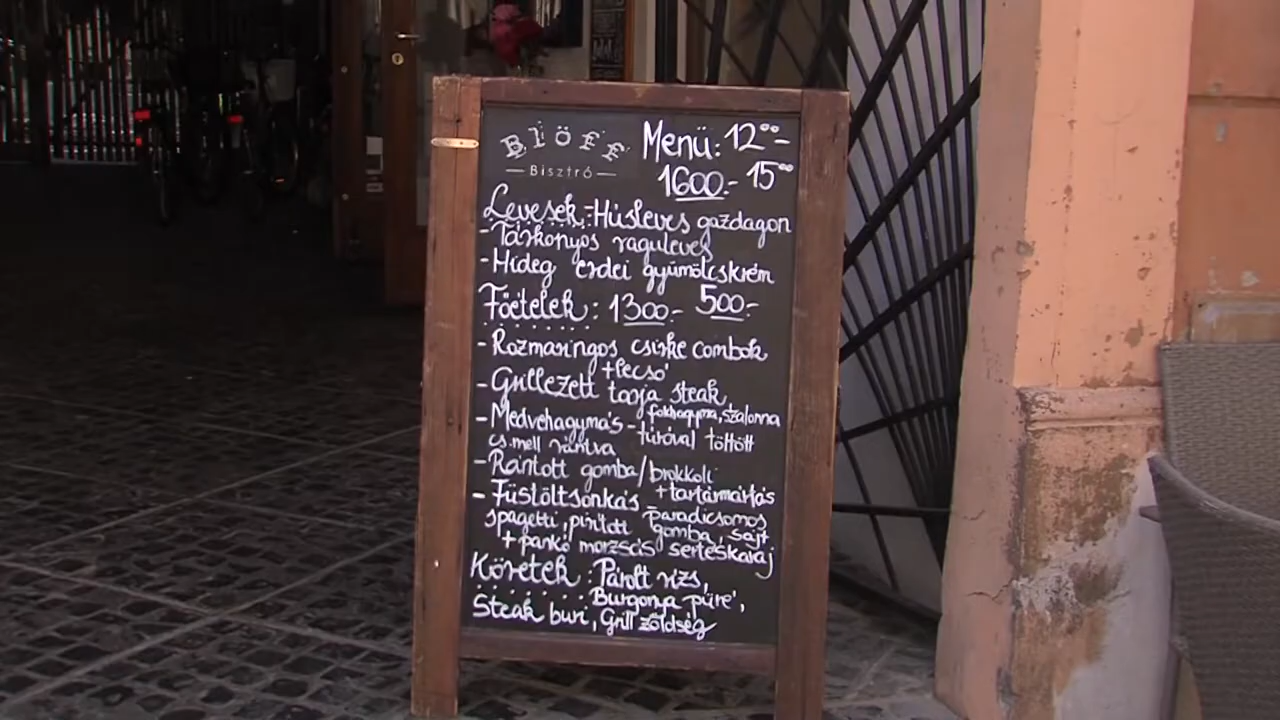 BLÖFF Menü: 12⁰⁰-
Bisztró 1600.- 15⁰⁰
Levesek: -Húsleves gazdagon
-Tárkonyos raguleves
-Hideg erdei gyümölcskrém
Főételek: 1300.- 500.-
-Rozmaringos csirke combok
+lecsó
-Grillezett tarja steak
fokhagyma, szalonna
-Medvehagymás - túróval töltött
cs.mell rántva
-Rántott gomba/brokkoli
+tartármártás
-Füstöltsonkás paradicsomos
spagetti, pirított gomba, sajt
+ pankó morzsás sertéskaraj
Köretek: Párolt rizs,
Burgonya püré,
Steak buri, Grill zöldség